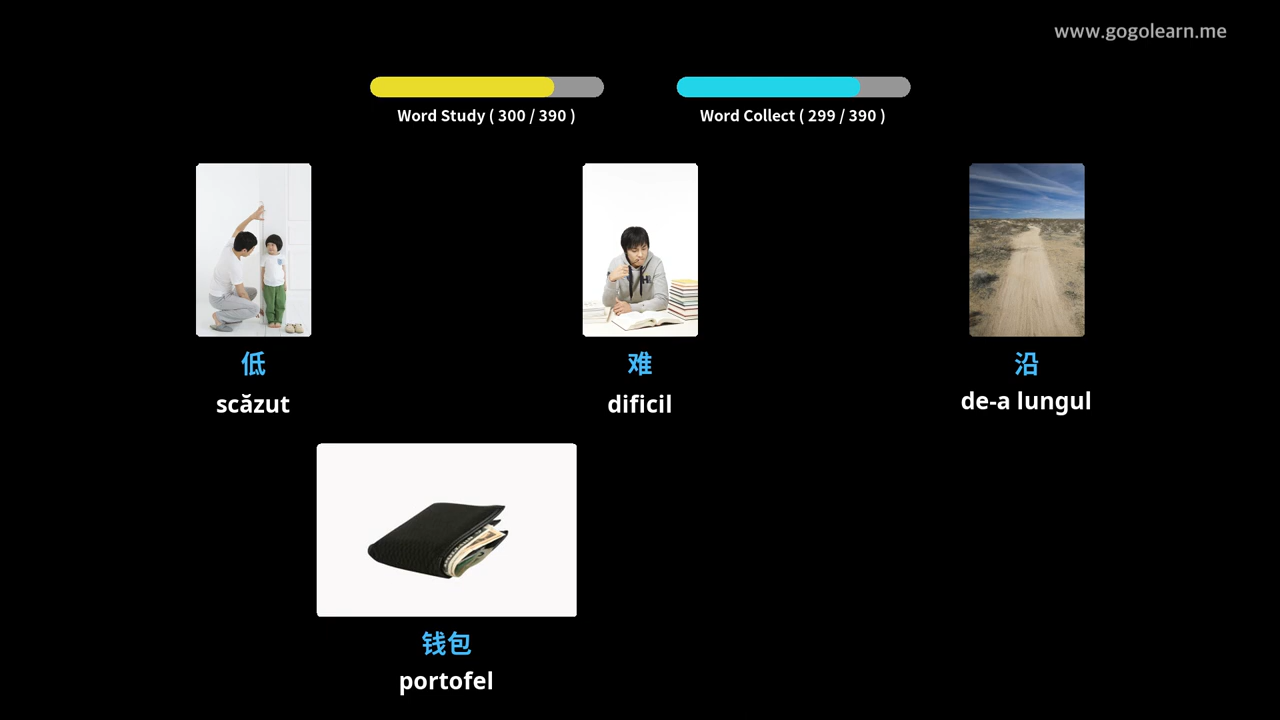 www.gogolearn.me
Word Study ( 300 / 390 )
Word Collect ( 299 / 390 )
低
难
沿
scăzut
dificil
de-a lungul
钱包
portofel